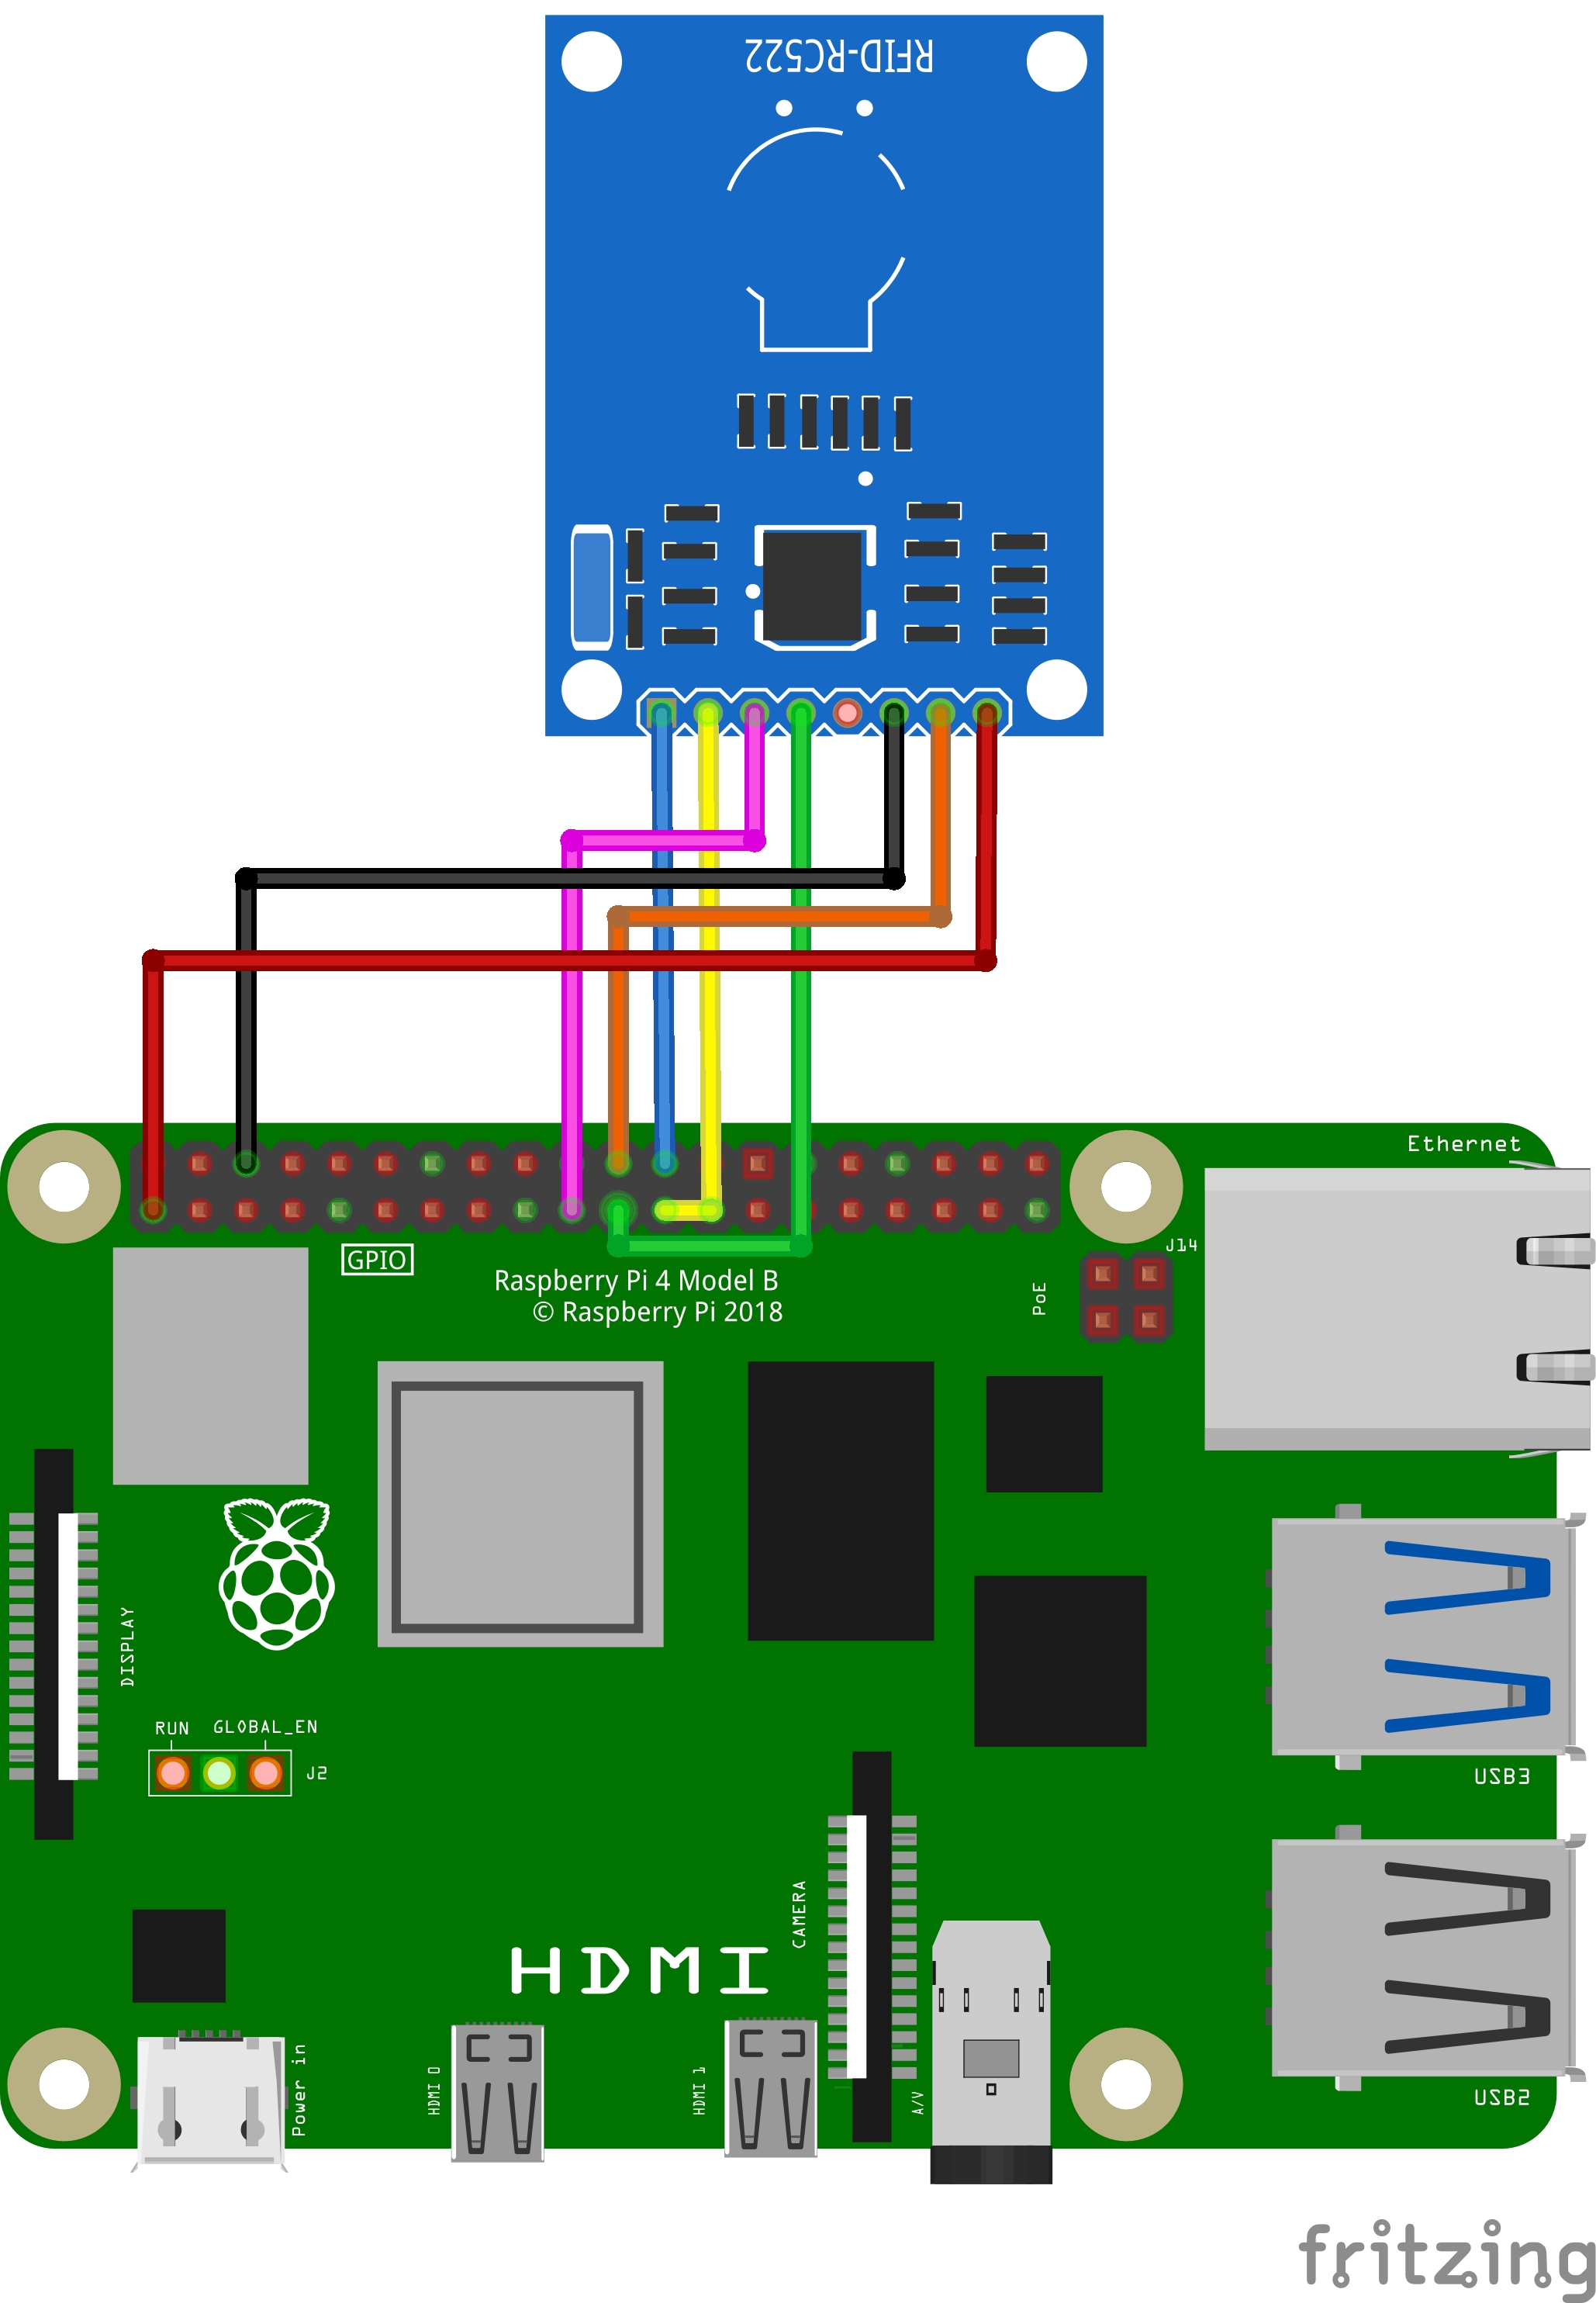 RFID-RC522
Ethernet
J14
GPIO
PoE
Raspberry Pi 4 Model B
© Raspberry Pi 2018
DISPLAY
RUN
GLOBAL_EN
J2
USB3
CAMERA
HDMI
Power in
HDMI 0
HDMI 1
A/V
USB2
fritzing